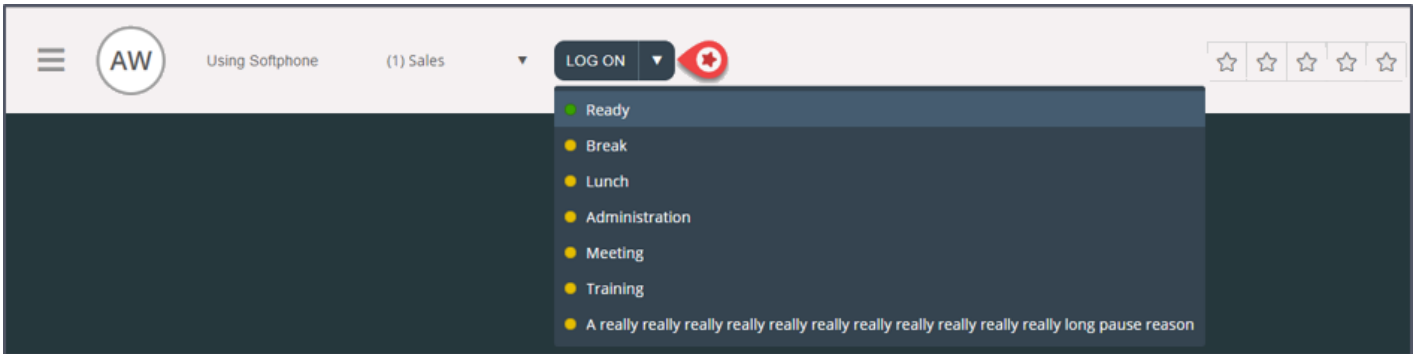 AW Using Softphone (1) Sales LOG ON
Ready
Break
Lunch
Administration
Meeting
Training
A really really really really really really really really really really really long pause reason